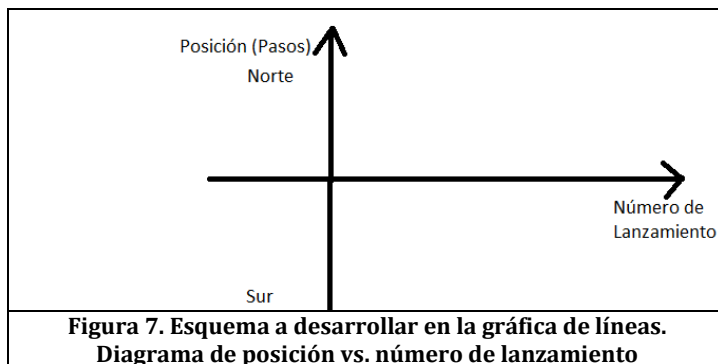 Posición (Pasos)
Norte
Número de
Lanzamiento
Sur
Figura 7. Esquema a desarrollar en la gráfica de líneas.
Diagrama de posición vs. número de lanzamiento